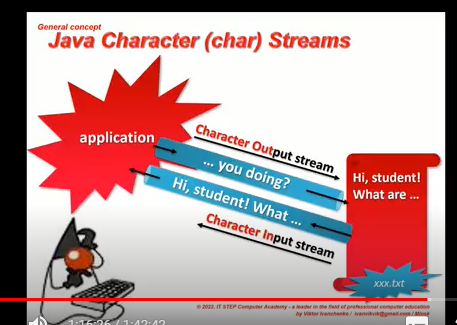 General concept
Java Character (char) Streams
application
Character Output stream
... you doing?
Hi, student! What ...
Character Input stream
Hi, student!
What are ...
xxx.txt
© 2022, IT STEP Computer Academy - a leader in the field of professional computer education
by Viktor Ivanchenko / ivanvikvik@gmail.com / Minsk
1:16:26 / 1:42:42